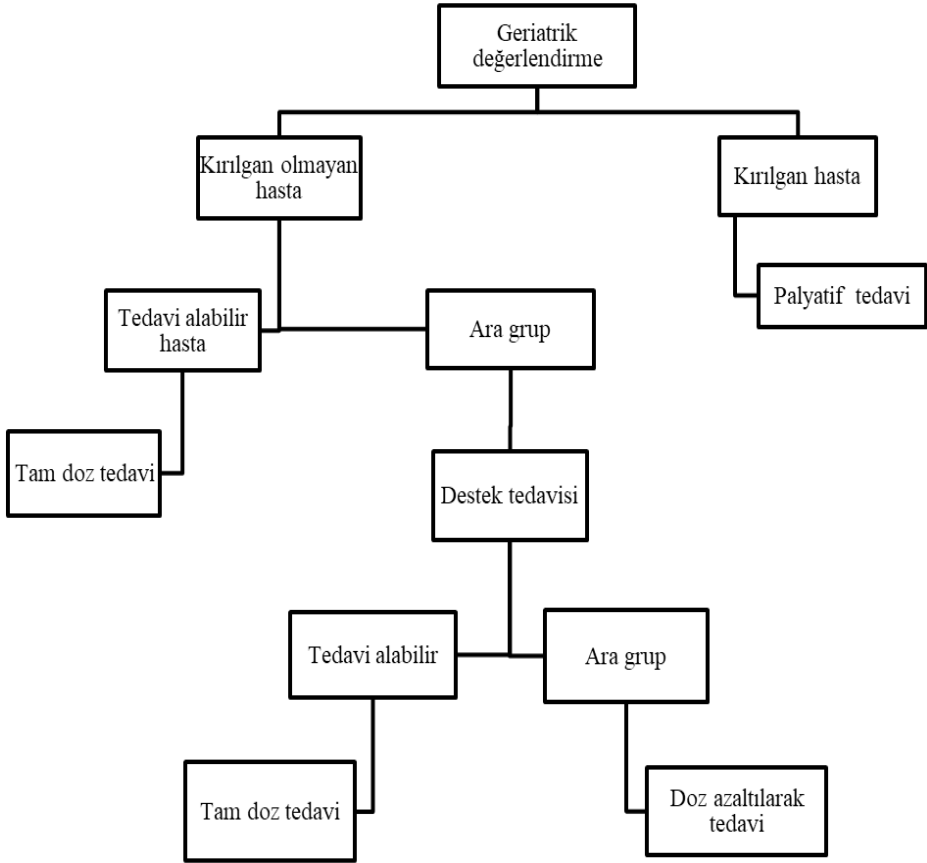 Geriatrik
değerlendirme
Kırılgan olmayan
hasta
Kırılgan hasta
Palyatif tedavi
Tedavi alabilir
hasta
Ara grup
Tam doz tedavi
Destek tedavisi
Tedavi alabilir
Ara grup
Tam doz tedavi
Doz azaltılarak
tedavi